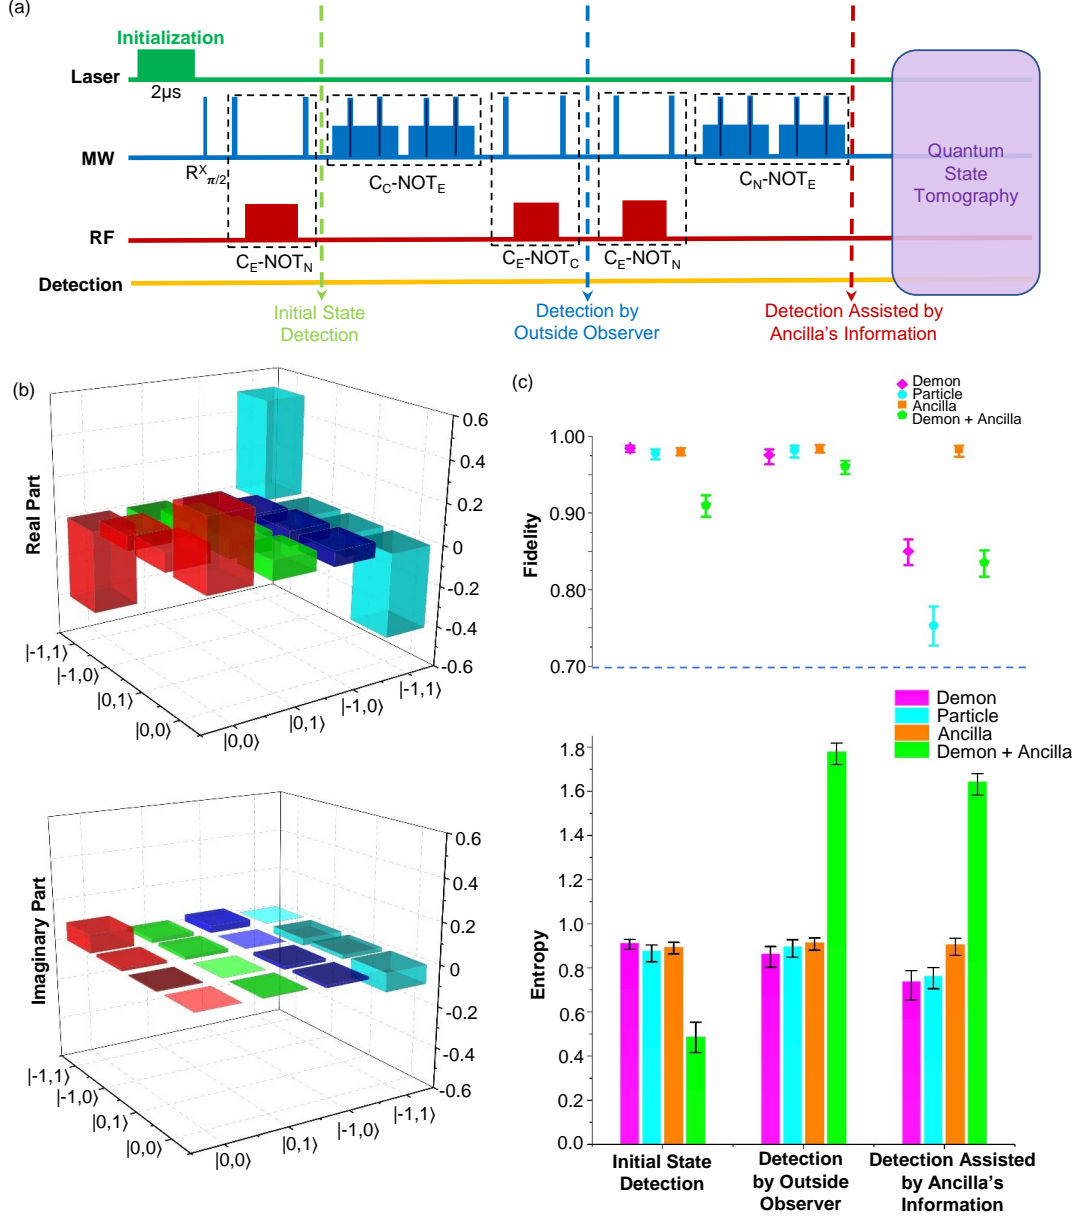 (a)
Initialization
Laser
2μs
MW
R^X_π/2
C_C-NOT_E
C_N-NOT_E
Quantum
State
Tomography
RF
C_E-NOT_N
C_E-NOT_C
C_E-NOT_N
Detection
Initial State
Detection
Detection by
Outside Observer
Detection Assisted by
Ancilla's Information
(b)
Real Part
0.6
0.4
0.2
0
-0.2
-0.4
-0.6
|-1,1⟩
|-1,0⟩
|0,1⟩
|0,0⟩
|0,0⟩
|0,1⟩
|-1,0⟩
|-1,1⟩
Imaginary Part
0.6
0.4
0.2
0
-0.2
-0.4
-0.6
|-1,1⟩
|-1,0⟩
|0,1⟩
|0,0⟩
|0,0⟩
|0,1⟩
|-1,0⟩
|-1,1⟩
(c)
Demon
Particle
Ancilla
Demon + Ancilla
Fidelity
1.00
0.90
0.80
0.70
Demon
Particle
Ancilla
Demon + Ancilla
Entropy
1.8
1.6
1.4
1.2
1.0
0.8
0.6
0.4
0.2
0.0
Initial State
Detection
Detection
by Outside
Observer
Detection Assisted
by Ancilla's
Information